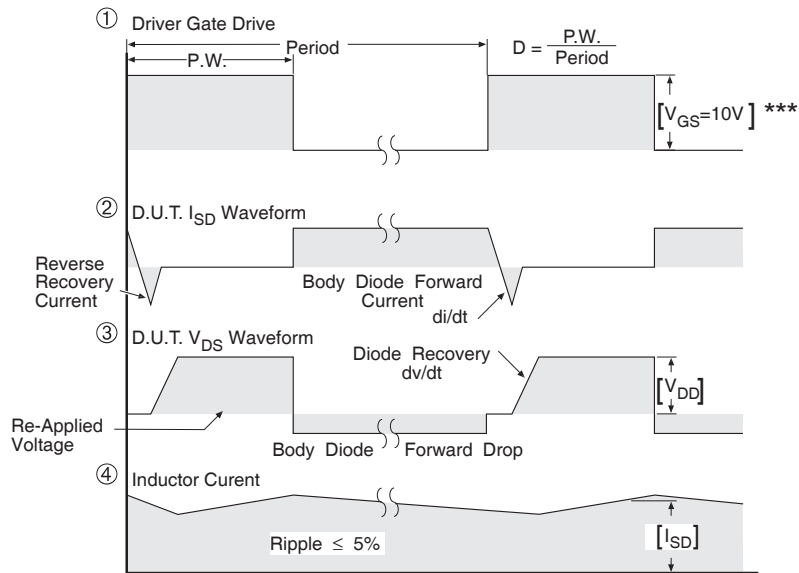 ① Driver Gate Drive
Period
P.W.
D = P.W.
Period
[VGS=10V] ***
② D.U.T. ISD Waveform
Reverse
Recovery
Current
Body Diode Forward
Current
di/dt
③ D.U.T. VDS Waveform
Diode Recovery
dv/dt
[VDD]
Re-Applied
Voltage
Body Diode Forward Drop
④ Inductor Curent
Ripple ≤ 5%
[ISD]